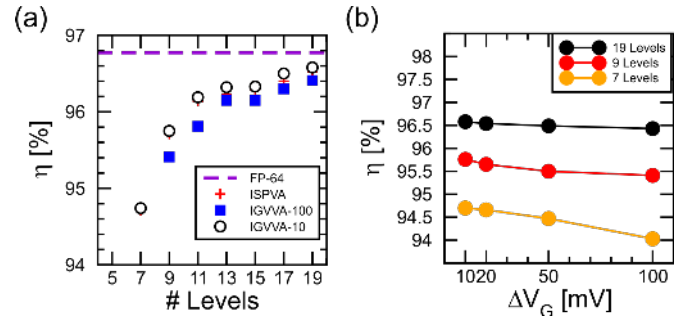 (a)
97
96
95
94
η [%]
FP-64
ISPVA
IGVVA-100
IGVVA-10
5 7 9 11 13 15 17 19
# Levels
(b)
98
97.5
97
96.5
96
95.5
95
94.5
94
η [%]
19 Levels
9 Levels
7 Levels
1020 50 100
ΔV_G [mV]